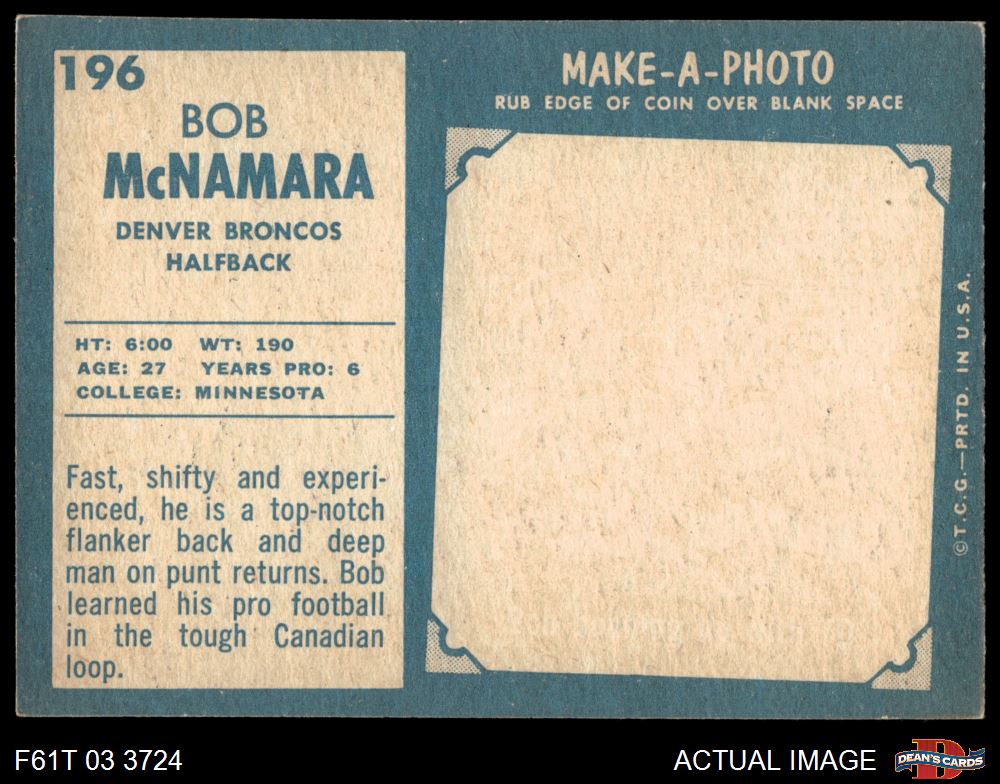 196
BOB
McNAMARA
DENVER BRONCOS
HALFBACK
HT: 6:00 WT: 190
AGE: 27 YEARS PRO: 6
COLLEGE: MINNESOTA
Fast, shifty and experi-
enced, he is a top-notch
flanker back and deep
man on punt returns. Bob
learned his pro football
in the tough Canadian
loop.
MAKE-A-PHOTO
RUB EDGE OF COIN OVER BLANK SPACE
© T.C.G.—PRTD. IN U.S.A.
F61T 03 3724
ACTUAL IMAGE
DEAN'S CARDS